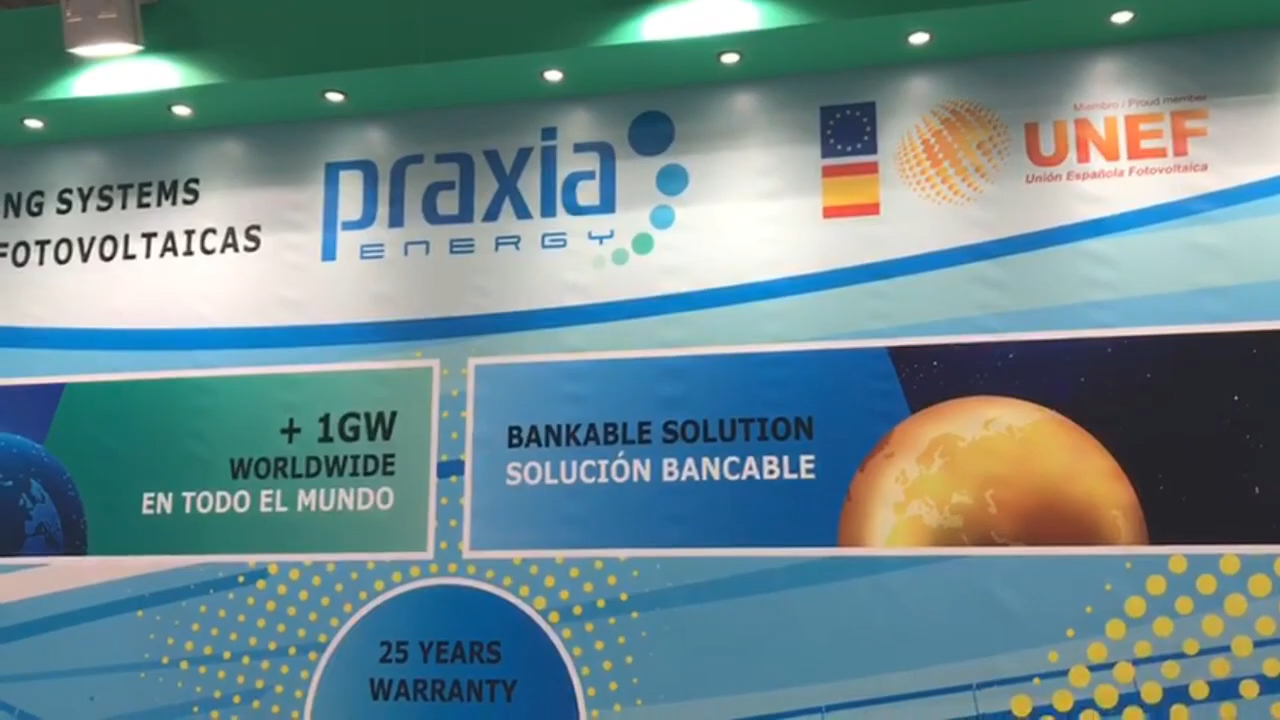 NG SYSTEMS
FOTOVOLTAICAS
praxia
ENERGY
Miembro / Proud member
UNEF
Unión Española Fotovoltaica
+ 1GW
WORLDWIDE
EN TODO EL MUNDO
BANKABLE SOLUTION
SOLUCIÓN BANCABLE
25 YEARS
WARRANTY